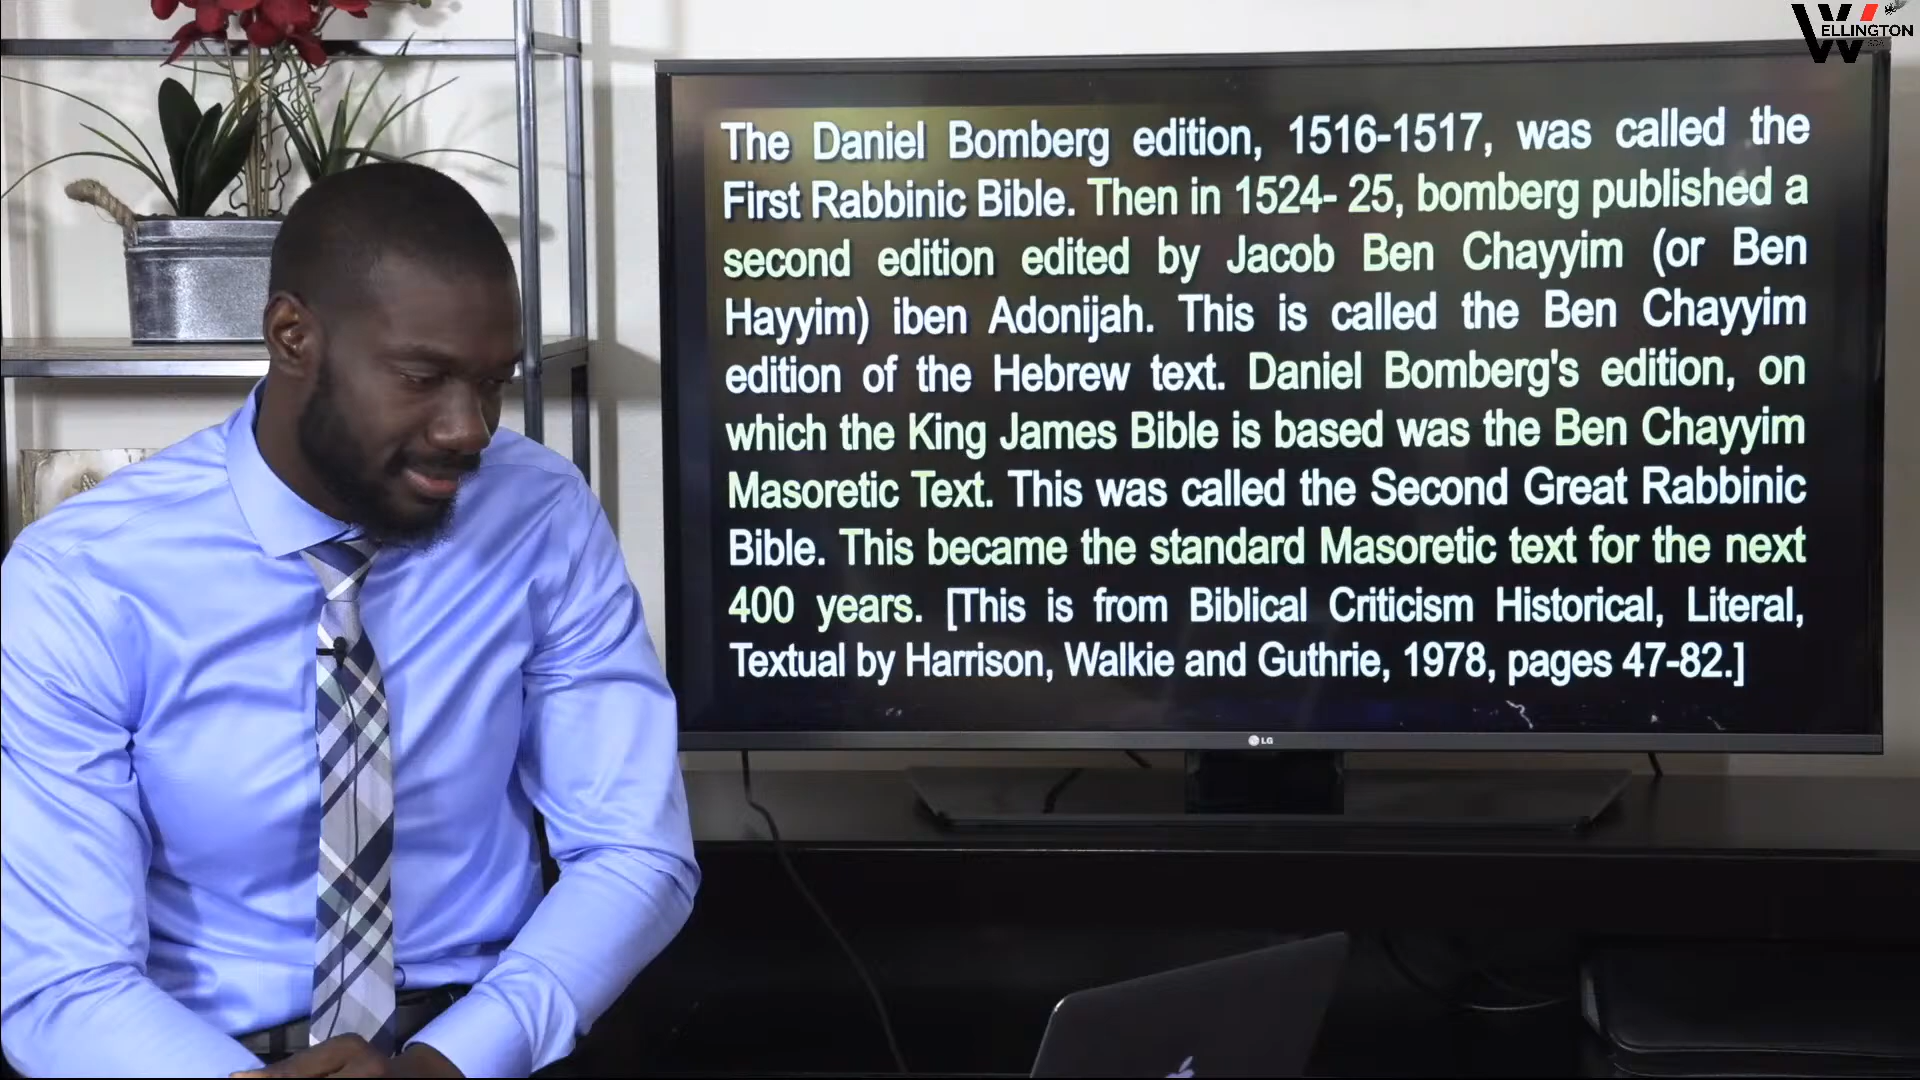 WELLINGTON
The Daniel Bomberg edition, 1516-1517, was called the
First Rabbinic Bible. Then in 1524- 25, bomberg published a
second edition edited by Jacob Ben Chayyim (or Ben
Hayyim) iben Adonijah. This is called the Ben Chayyim
edition of the Hebrew text. Daniel Bomberg's edition, on
which the King James Bible is based was the Ben Chayyim
Masoretic Text. This was called the Second Great Rabbinic
Bible. This became the standard Masoretic text for the next
400 years. [This is from Biblical Criticism Historical, Literal,
Textual by Harrison, Walkie and Guthrie, 1978, pages 47-82.]
LG